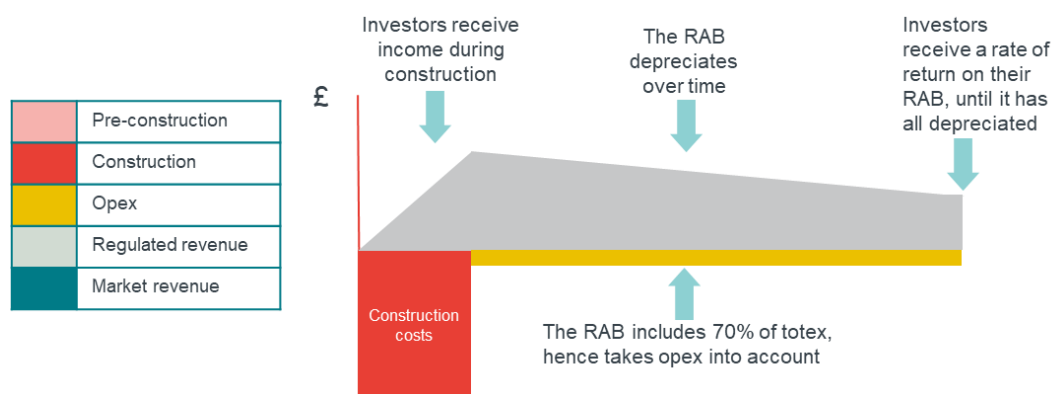 Investors receive
income during
construction
The RAB
depreciates
over time
Investors
receive a rate of
return on their
RAB, until it has
all depreciated
£
Pre-construction
Construction
Opex
Regulated revenue
Market revenue
Construction
costs
The RAB includes 70% of totex,
hence takes opex into account